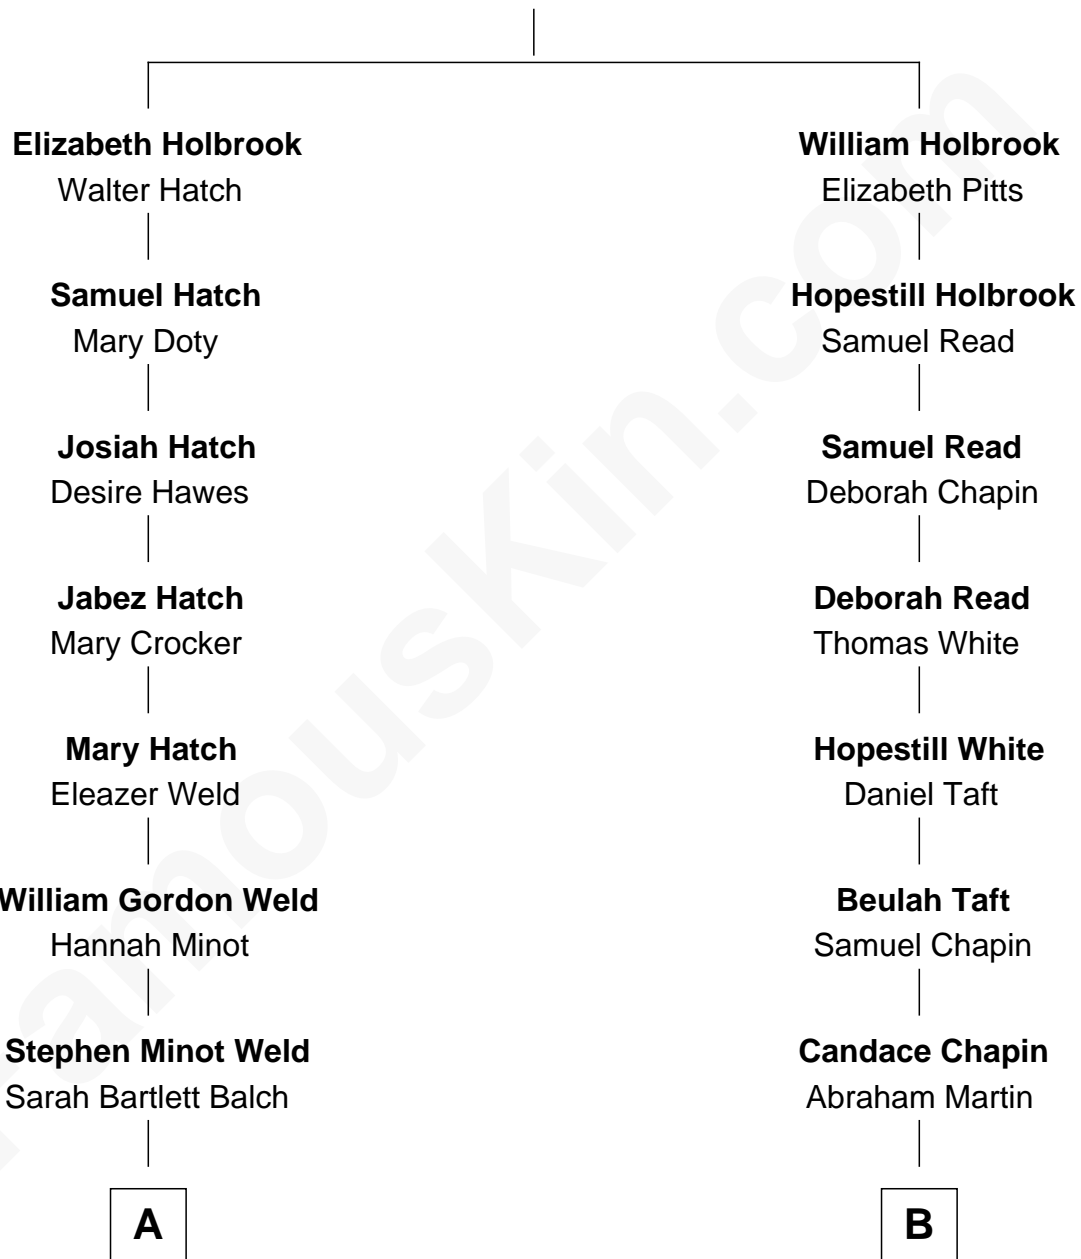 Elizabeth Holbrook
Walter Hatch
William Holbrook
Elizabeth Pitts
Samuel Hatch
Mary Doty
Hopestill Holbrook
Samuel Read
Josiah Hatch
Desire Hawes
Samuel Read
Deborah Chapin
Jabez Hatch
Mary Crocker
Deborah Read
Thomas White
Mary Hatch
Eleazer Weld
Hopestill White
Daniel Taft
William Gordon Weld
Hannah Minot
Beulah Taft
Samuel Chapin
Stephen Minot Weld
Sarah Bartlett Balch
Candace Chapin
Abraham Martin
A
B
FamousKin.com